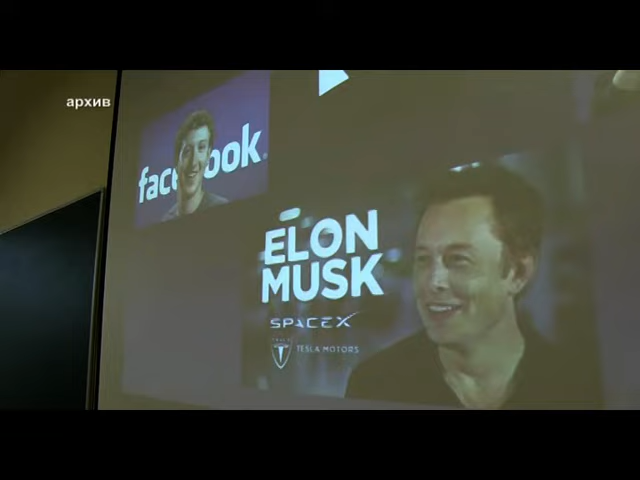 архив
facebook
ELON
MUSK
SPACEX
TESLA MOTORS